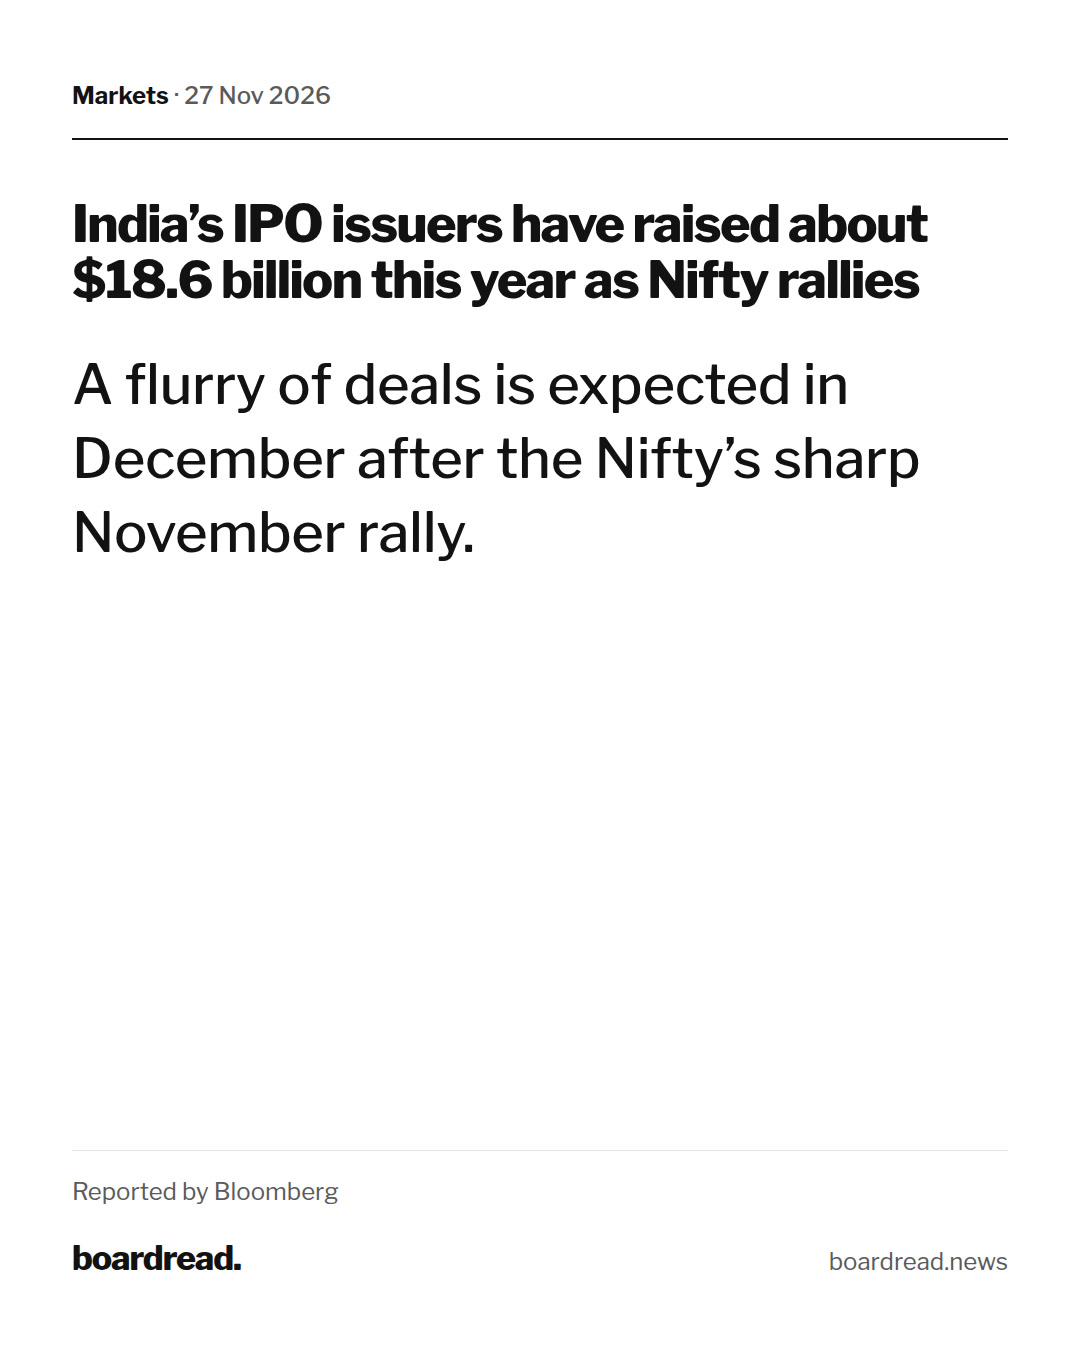 Markets · 27 Nov 2026
India’s IPO issuers have raised about
$18.6 billion this year as Nifty rallies
A flurry of deals is expected in
December after the Nifty’s sharp
November rally.
Reported by Bloomberg
boardread.
boardread.news